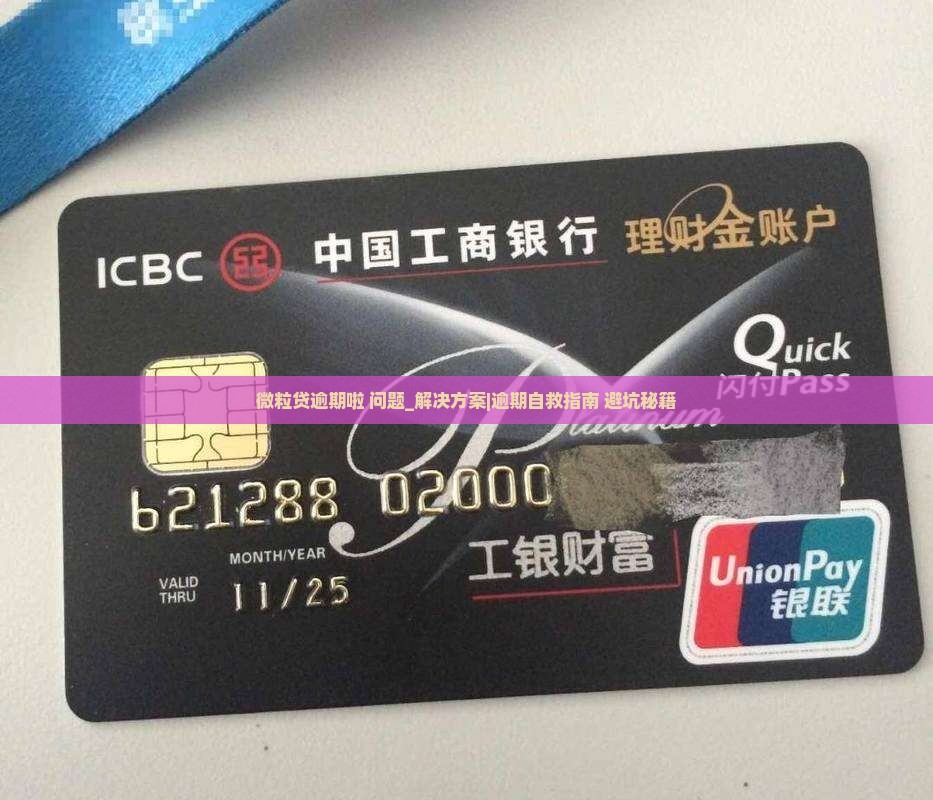 ICBC 中国工商银行 理财金账户
Quick
闪付Pass
微粒贷逾期啦 问题_解决方案|逾期自救指南 避坑秘籍
Platinum
621288 02000
MONTH/YEAR
VALID
THRU
11/25
工银财富
UnionPay
银联